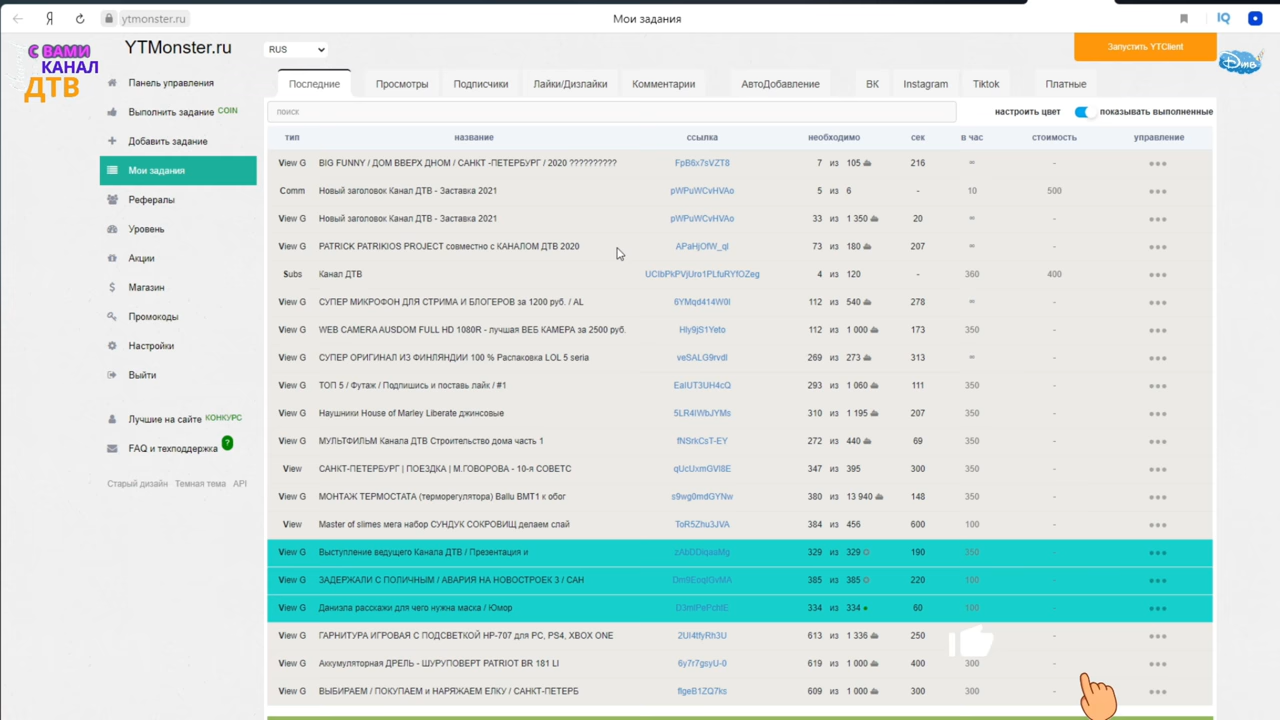 ytmonster.ru
Мои задания
IQ
С ВАМИ
КАНАЛ
ДТВ
YTMonster.ru
RUS
Запустить YTClient
Панель управления
Выполнить задание COIN
Добавить задание
Мои задания
Рефералы
Уровень
Акции
Магазин
Промокоды
Настройки
Выйти
Лучшие на сайте КОНКУРС
FAQ и техподдержка ?
Старый дизайн Темная тема API
Последние Просмотры Подписчики Лайки/Дизлайки Комментарии АвтоДобавление ВК Instagram Tiktok Платные
поиск
настроить цвет показывать выполненные
тип название ссылка необходимо сек в час стоимость управление
View G BIG FUNNY / ДОМ ВВЕРХ ДНОМ / САНКТ -ПЕТЕРБУРГ / 2020 ?????????? FpB6x7sVZT8 7 из 105 216 ∞ -
Comm Новый заголовок Канал ДТВ - Заставка 2021 pWPuWCvHVAo 5 из 6 - 10 500
View G Новый заголовок Канал ДТВ - Заставка 2021 pWPuWCvHVAo 33 из 1 350 20 ∞ -
View G PATRICK PATRIKIOS PROJECT совместно с КАНАЛОМ ДТВ 2020 APaHjOfW_qI 73 из 180 207 ∞ -
Subs Канал ДТВ 4 из 120 - 360 400
View G СУПЕР МИКРОФОН ДЛЯ СТРИМА И БЛОГЕРОВ за 1200 руб. / AL 6YMqd414W0I 112 из 540 278 ∞ -
View G WEB CAMERA AUSDOM FULL HD 1080R - лучшая ВЕБ КАМЕРА за 2500 руб. Hly9jS1Yeto 112 из 1 000 173 350 -
View G СУПЕР ОРИГИНАЛ ИЗ ФИНЛЯНДИИ 100 % Распаковка LOL 5 seria veSALG9rvdI 269 из 273 313 ∞ -
View G ТОП 5 / Футаж / Подпишись и поставь лайк / #1 EaIUT3UH4cQ 293 из 1 060 111 350 -
View G Наушники House of Marley Liberate джинсовые 5LR4IWbJYMs 310 из 1 195 207 350 -
View G МУЛЬТФИЛЬМ Канала ДТВ Строительство дома часть 1 fNSrkCsT-EY 272 из 440 69 350 -
View САНКТ-ПЕТЕРБУРГ | ПОЕЗДКА | М.ГОВОРОВА - 10-я СОВЕТС qUcUxmGVI8E 347 из 395 300 350 -
View G МОНТАЖ ТЕРМОСТАТА (терморегулятора) Ballu BMT1 к обог s9wg0mdGYNw 380 из 13 940 148 350 -
View Master of slimes мега набор СУНДУК СОКРОВИЩ делаем слай ToR5Zhu3JVA 384 из 456 600 100 -
View G Выступление ведущего Канала ДТВ / Презентация и 329 из 329 190 350 -
View G ЗАДЕРЖАЛИ С ПОЛИЧНЫМ / АВАРИЯ НА НОВОСТРОЕК 3 / САН 385 из 385 220 100 -
View G Даниэла расскажи для чего нужна маска / Юмор 334 из 334 60 100 -
View G ГАРНИТУРА ИГРОВАЯ С ПОДСВЕТКОЙ HP-707 для PC, PS4, XBOX ONE 2UI4tfyRh3U 613 из 1 336 250 -
View G Аккумуляторная ДРЕЛЬ - ШУРУПОВЕРТ PATRIOT BR 181 LI 6y7r7gsyU-0 619 из 1 000 400 300 -
View G ВЫБИРАЕМ / ПОКУПАЕМ и НАРЯЖАЕМ ЕЛКУ / САНКТ-ПЕТЕРБ flgeB1ZQ7ks 609 из 1 000 300 300 -